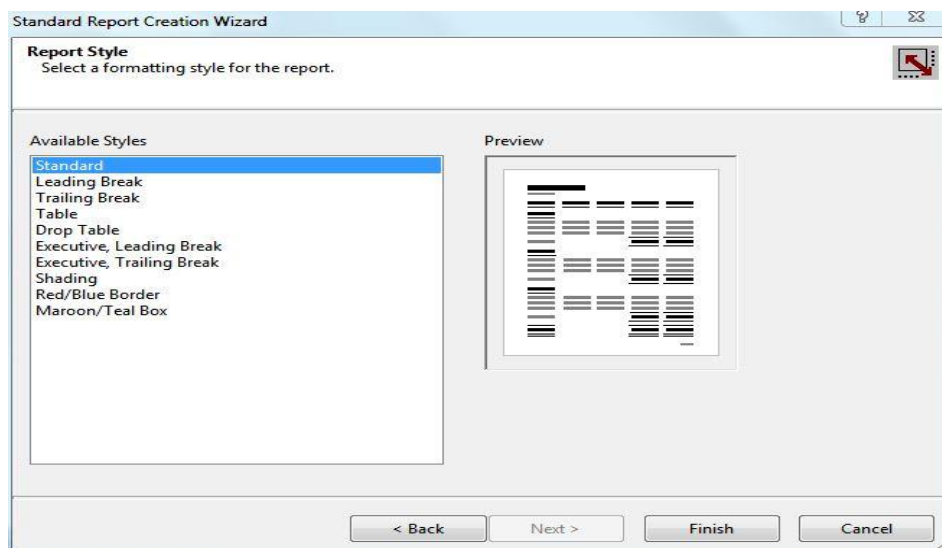 Standard Report Creation Wizard
?
Report Style
Select a formatting style for the report.
Available Styles
Preview
Standard
Leading Break
Trailing Break
Table
Drop Table
Executive, Leading Break
Executive, Trailing Break
Shading
Red/Blue Border
Maroon/Teal Box
< Back
Next >
Finish
Cancel